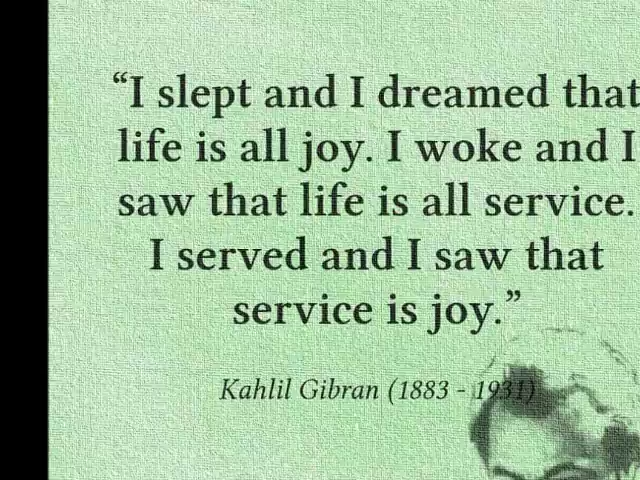 “I slept and I dreamed that
life is all joy. I woke and I
saw that life is all service.
I served and I saw that
service is joy.”
Kahlil Gibran (1883 - 1931)